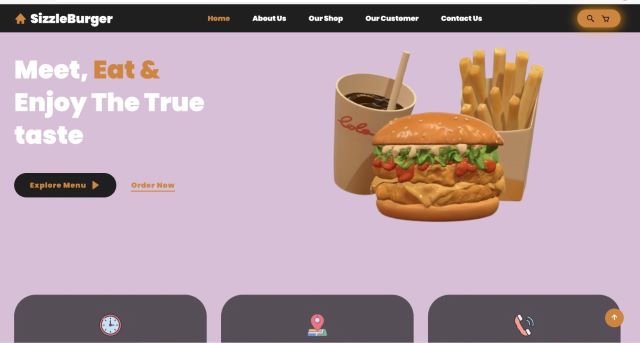 SizzleBurger
Home
About Us
Our Shop
Our Customer
Contact Us
Meet, Eat &
Enjoy The True
taste
Explore Menu
Order Now